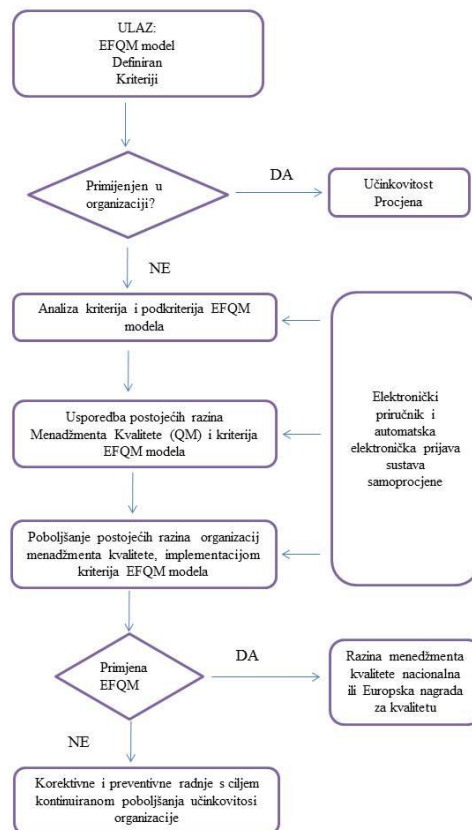 ULAZ:
EFQM model
Definiran
Kriteriji
Primijenjen u
organizaciji?
DA
Učinkovitost
Procjena
NE
Analiza kriterija i podkriterija EFQM
modela
Usporedba postojećih razina
Menadžmenta Kvalitete (QM) i kriterija
EFQM modela
Elektronički
priručnik i
automatska
elektronička prijava
sustava
samoprocjene
Poboljšanje postojećih razina organizacij
menadžmenta kvalitete, implementacijom
kriterija EFQM modela
Primjena
EFQM
DA
Razina menedžmenta
kvalitete nacionalna
ili Europska nagrada
za kvalitetu
NE
Korektivne i preventivne radnje s ciljem
kontinuiranom poboljšanja učinkovitosi
organizacije